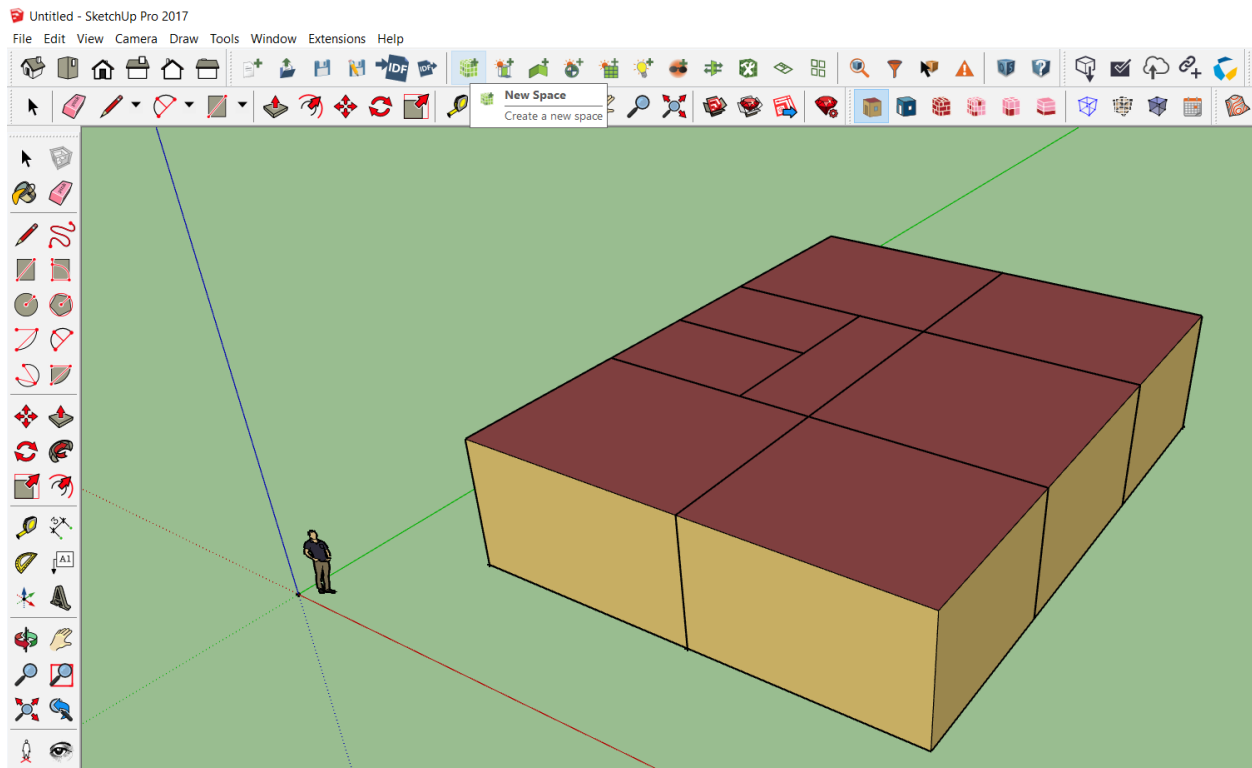 Untitled - SketchUp Pro 2017
File Edit View Camera Draw Tools Window Extensions Help
IDF IDF+
New Space
Create a new space
A1